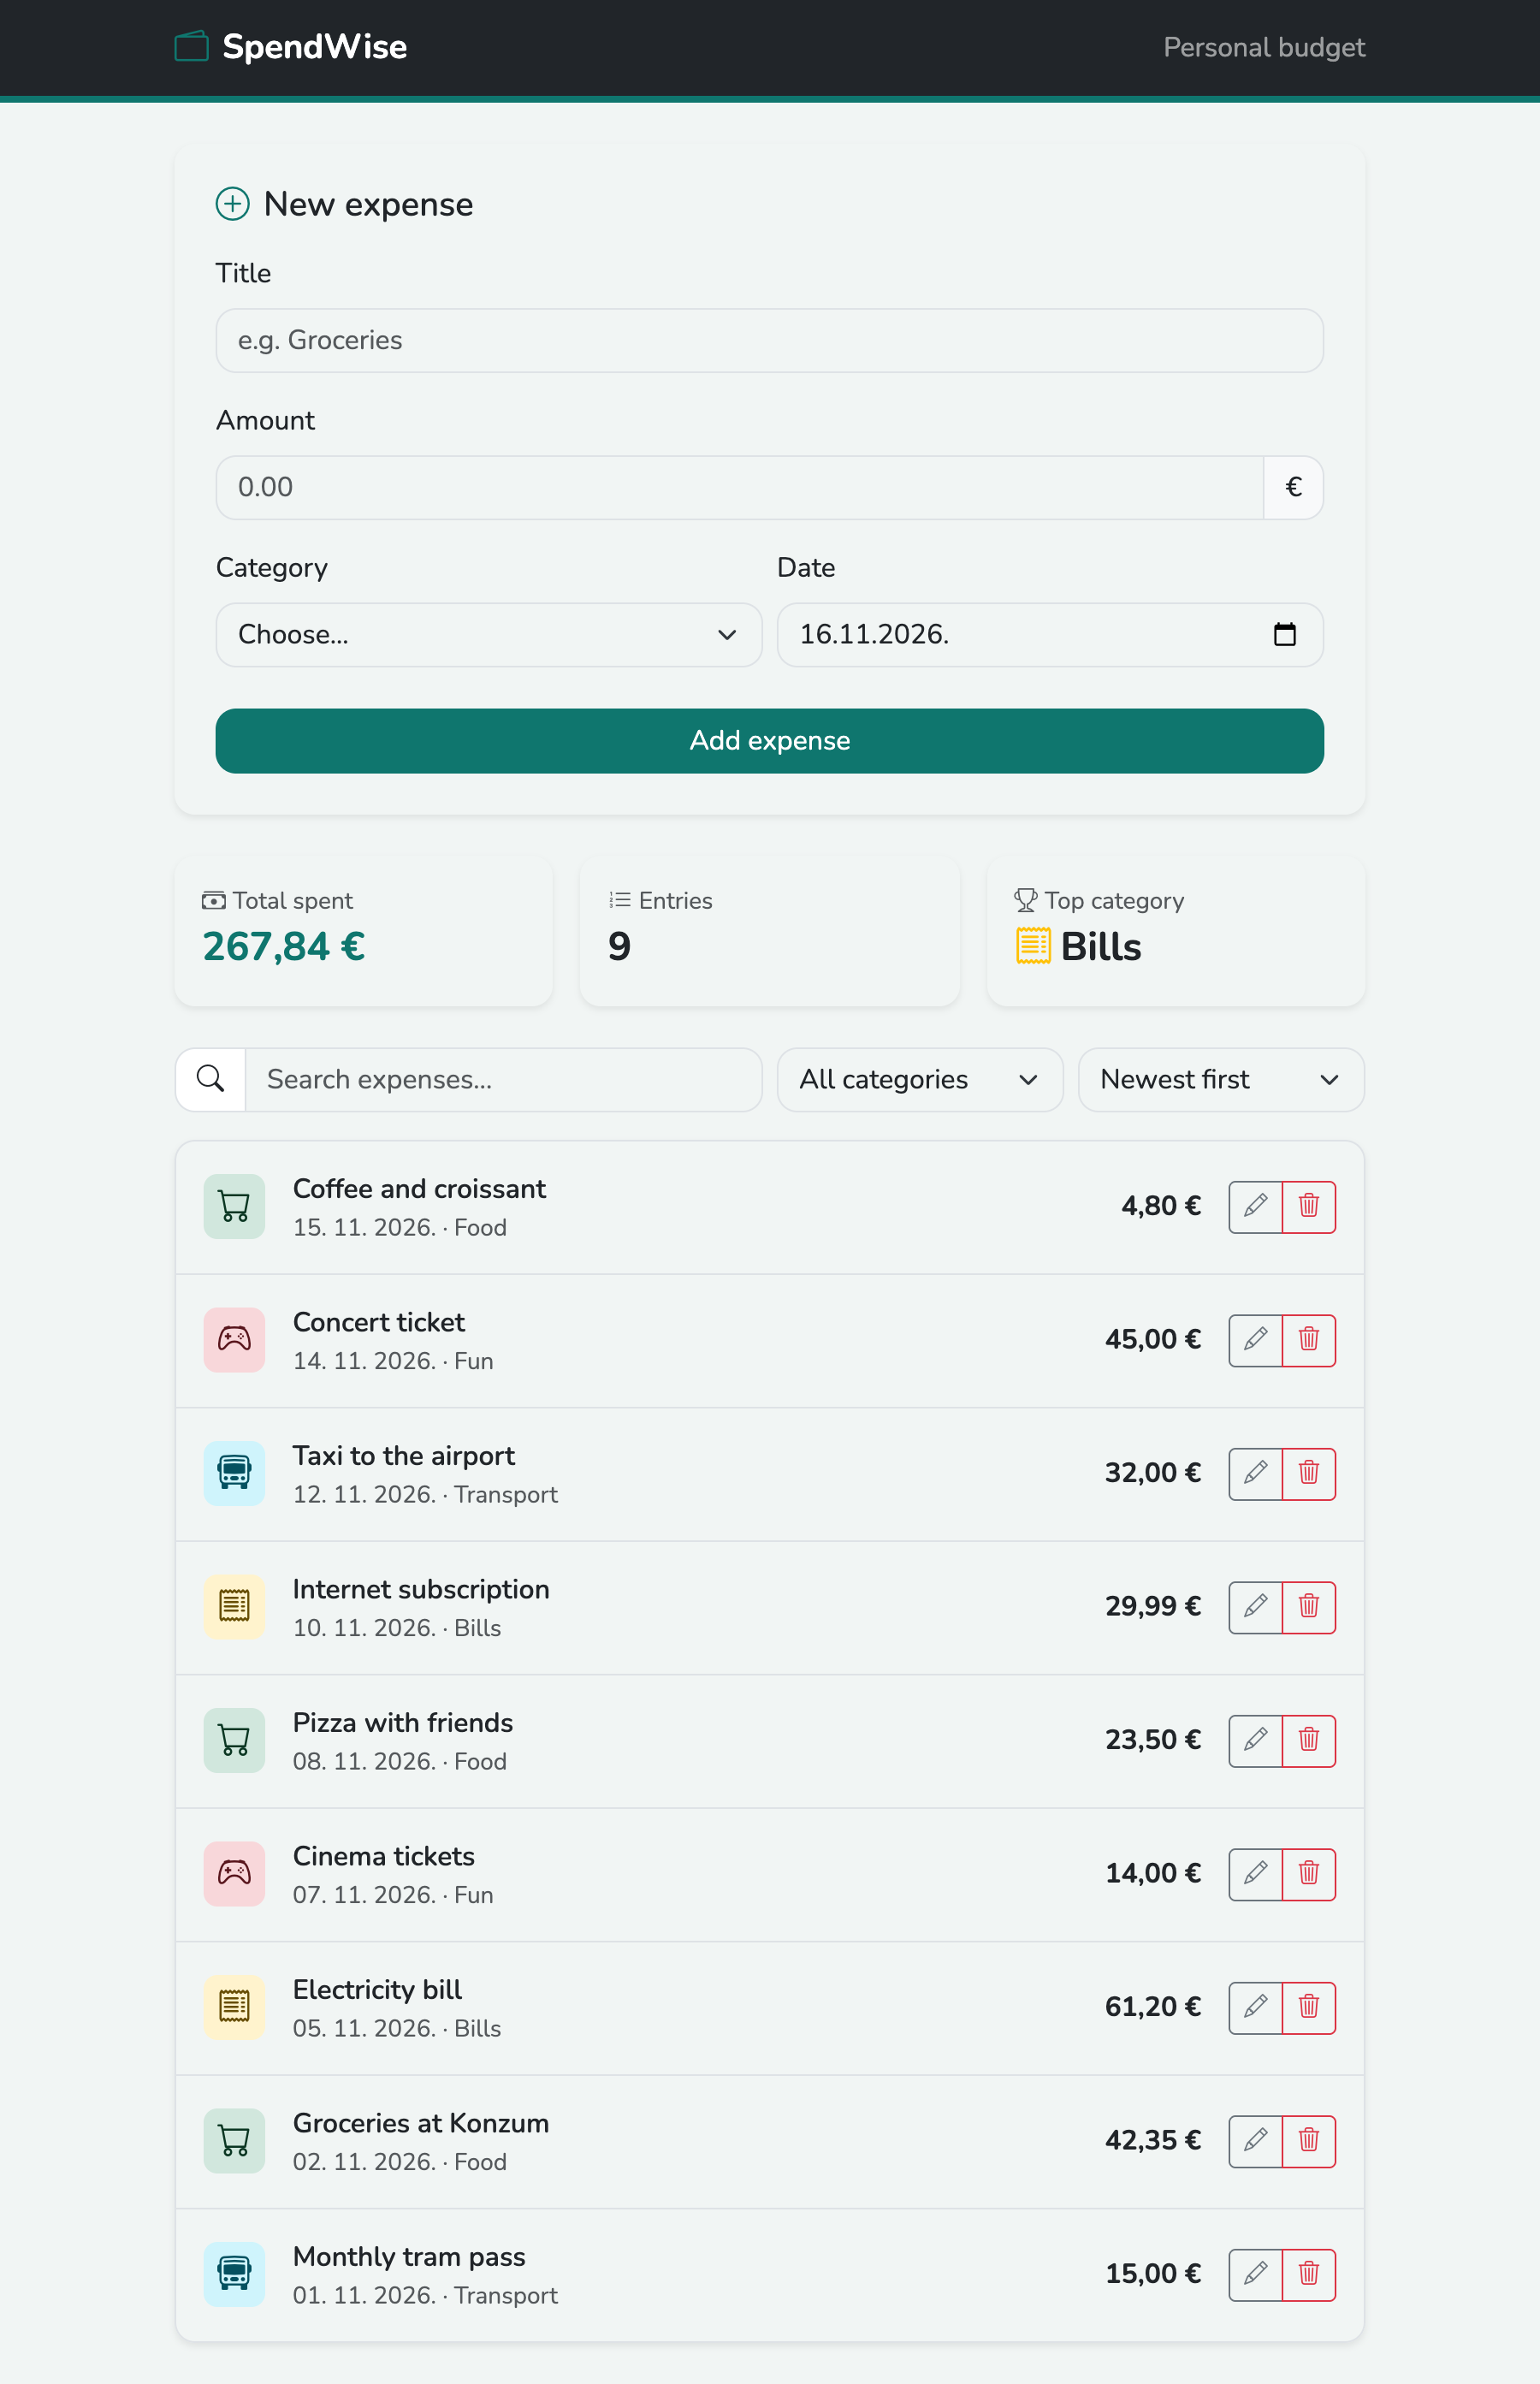 SpendWise
Personal budget
New expense
Title
e.g. Groceries
Amount
0.00 €
Category Date
Choose... 16.11.2026.
Add expense
Total spent
267,84 €
Entries
9
Top category
Bills
Search expenses... All categories Newest first
Coffee and croissant
15. 11. 2026. · Food
4,80 €
Concert ticket
14. 11. 2026. · Fun
45,00 €
Taxi to the airport
12. 11. 2026. · Transport
32,00 €
Internet subscription
10. 11. 2026. · Bills
29,99 €
Pizza with friends
08. 11. 2026. · Food
23,50 €
Cinema tickets
07. 11. 2026. · Fun
14,00 €
Electricity bill
05. 11. 2026. · Bills
61,20 €
Groceries at Konzum
02. 11. 2026. · Food
42,35 €
Monthly tram pass
01. 11. 2026. · Transport
15,00 €